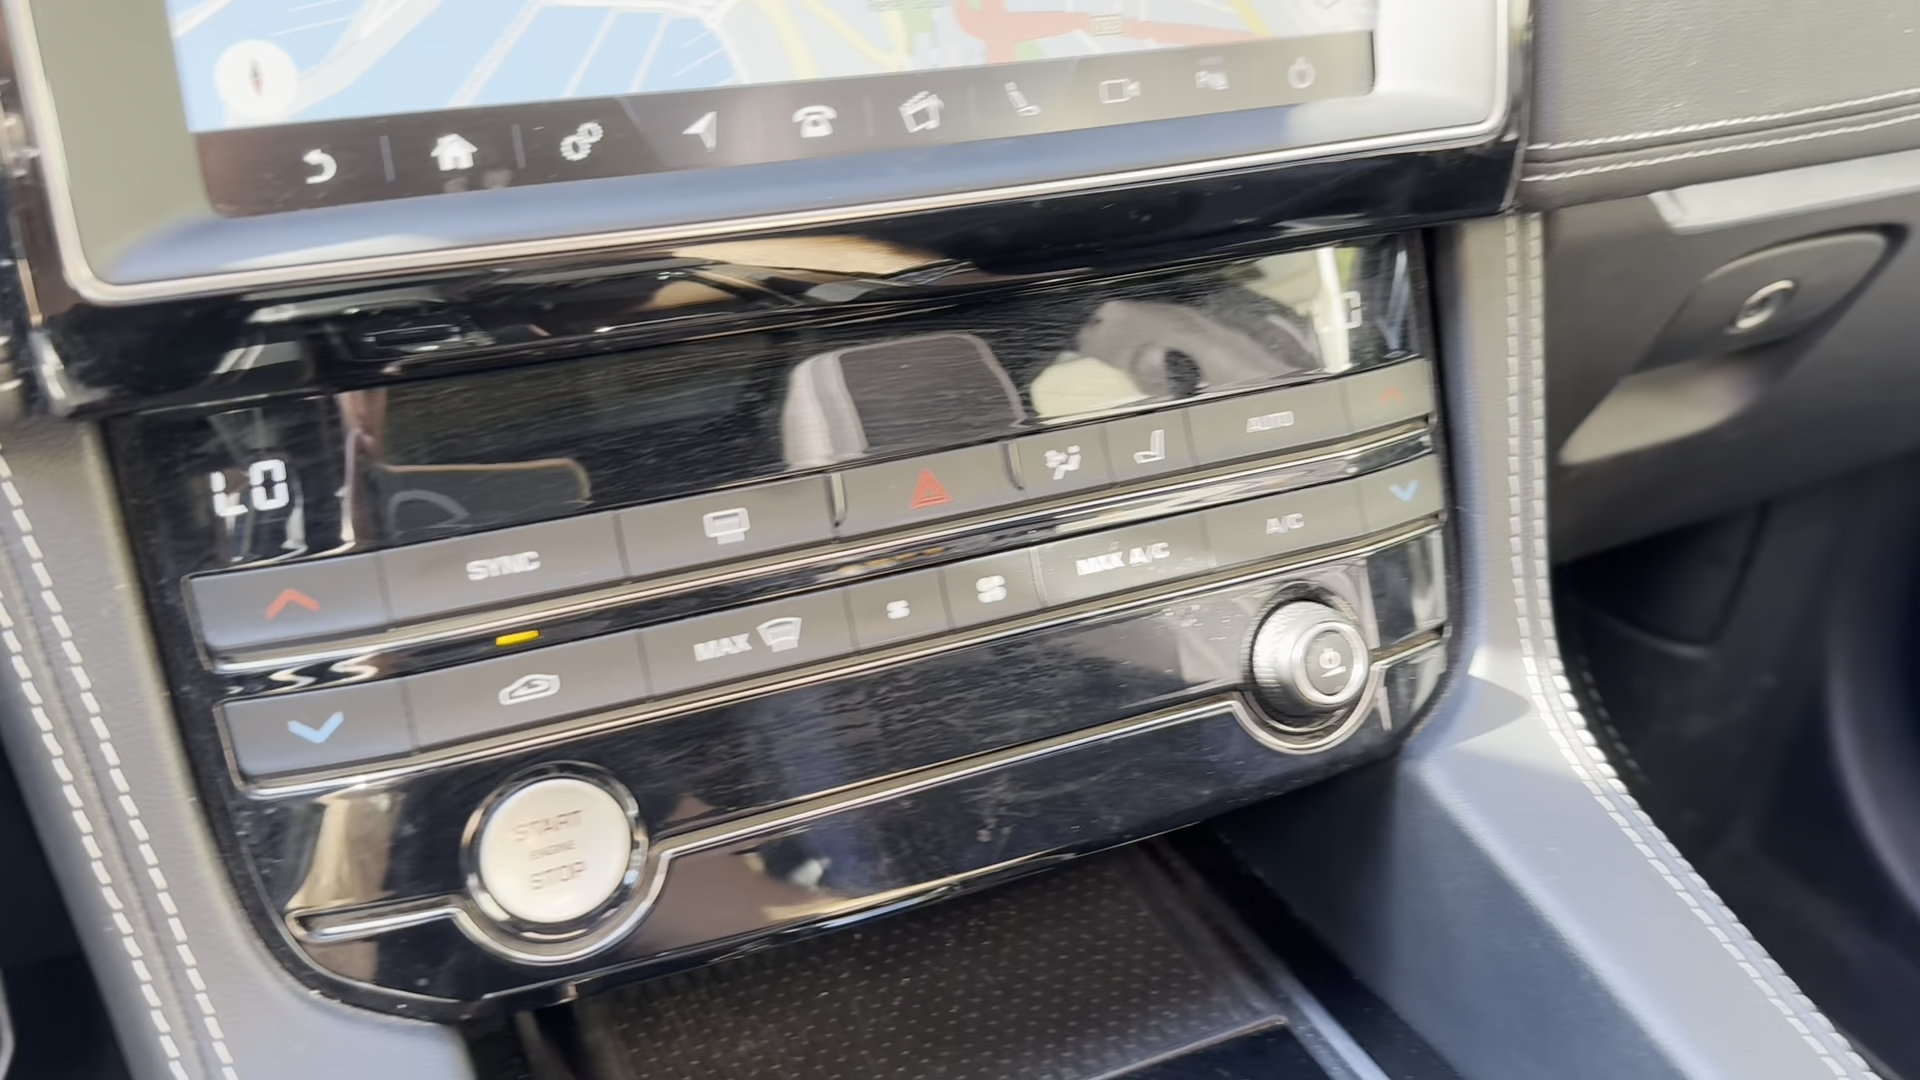 LO
AUTO
SYNC
A/C
MAX A/C
MAX
START
ENGINE
STOP